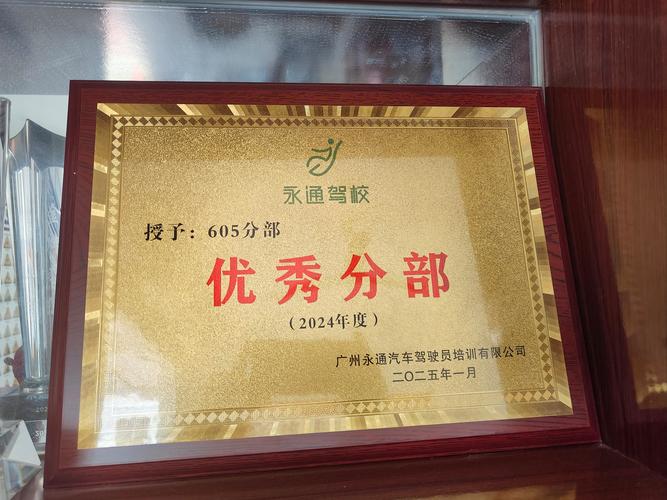 永通驾校
授予：605分部
优秀分部
（2024年度）
广州永通汽车驾驶员培训有限公司
二〇二五年一月